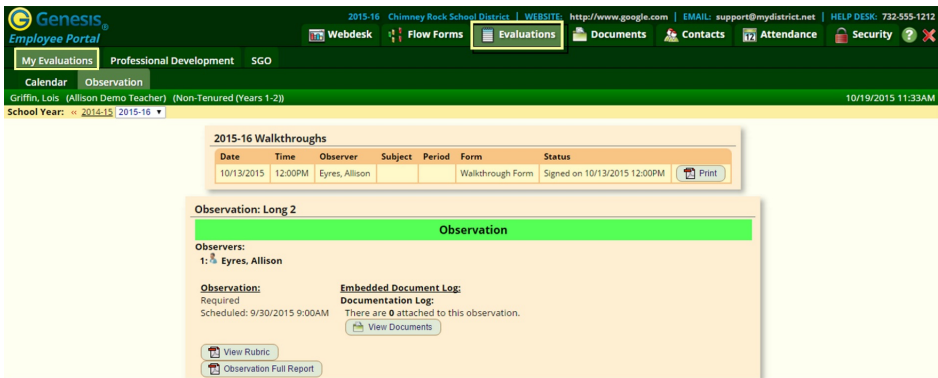 Genesis®
Employee Portal
2015-16 Chimney Rock School District | WEBSITE: http://www.google.com | EMAIL: support@mydistrict.net | HELP DESK: 732-555-1212
Webdesk Flow Forms Evaluations Documents Contacts 17 Attendance Security ?
My Evaluations Professional Development SGO
Calendar Observation
Griffin, Lois (Allison Demo Teacher) (Non-Tenured (Years 1-2)) 10/19/2015 11:33AM
School Year: « 2014-15 2015-16
2015-16 Walkthroughs
Date Time Observer Subject Period Form Status
10/13/2015 12:00PM Eyres, Allison Walkthrough Form Signed on 10/13/2015 12:00PM Print
Observation: Long 2
Observation
Observers:
1: Eyres, Allison
Observation: Embedded Document Log:
Required Documentation Log:
Scheduled: 9/30/2015 9:00AM There are 0 attached to this observation.
View Documents
View Rubric
Observation Full Report